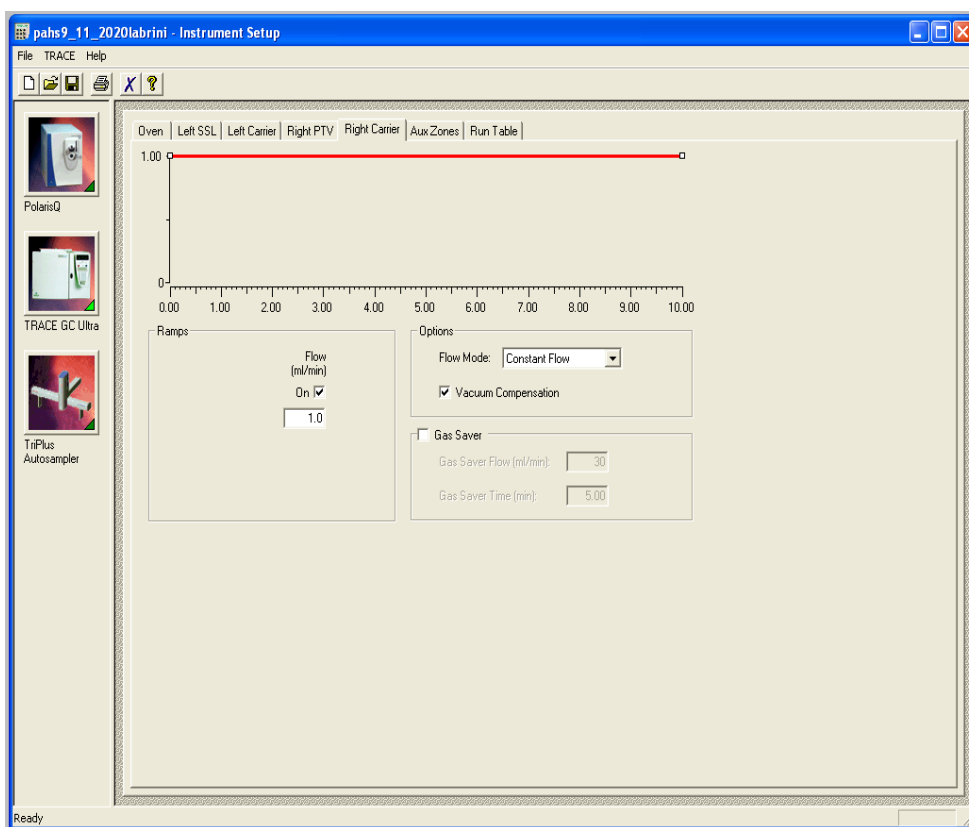 pahs9_11_2020labrini - Instrument Setup
File TRACE Help
PolarisQ
TRACE GC Ultra
TriPlus
Autosampler
Oven Left SSL Left Carrier Right PTV Right Carrier Aux Zones Run Table
1.00
0
0.00 1.00 2.00 3.00 4.00 5.00 6.00 7.00 8.00 9.00 10.00
Ramps
Flow
(ml/min)
On
1.0
Options
Flow Mode: Constant Flow
Vacuum Compensation
Gas Saver
Gas Saver Flow (ml/min): 30
Gas Saver Time (min): 5.00
Ready